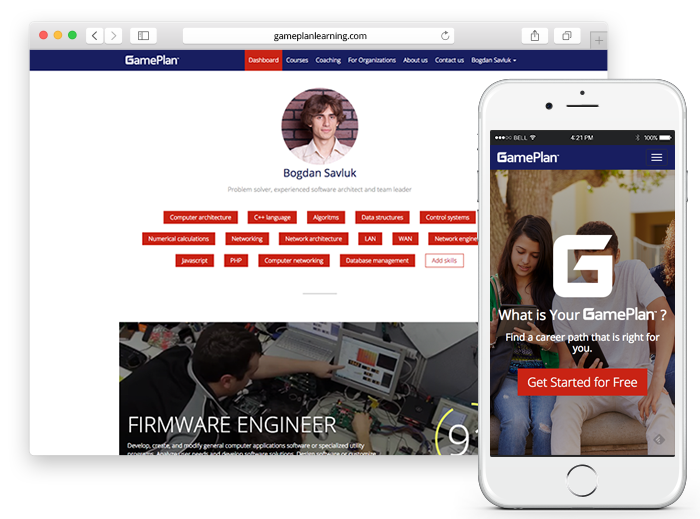 gameplanlearning.com
GamePlan
Dashboard Courses Coaching For Organizations About us Contact us Bogdan Savluk
Bogdan Savluk
Problem solver, experienced software architect and team leader
Computer architecture C++ language Algoritms Data structures Control systems
Numerical calculations Networking Network architecture LAN WAN Network engine
Javascript PHP Computer networking Database management Add skills
FIRMWARE ENGINEER
Develop, create, and modify general computer applications software or specialized utility
programs. Analyze user needs and develop software solutions. Design software or customize
BELL 4:21 PM 100%
GamePlan
G
What is Your GamePlan ?
Find a career path that is right for
you.
Get Started for Free